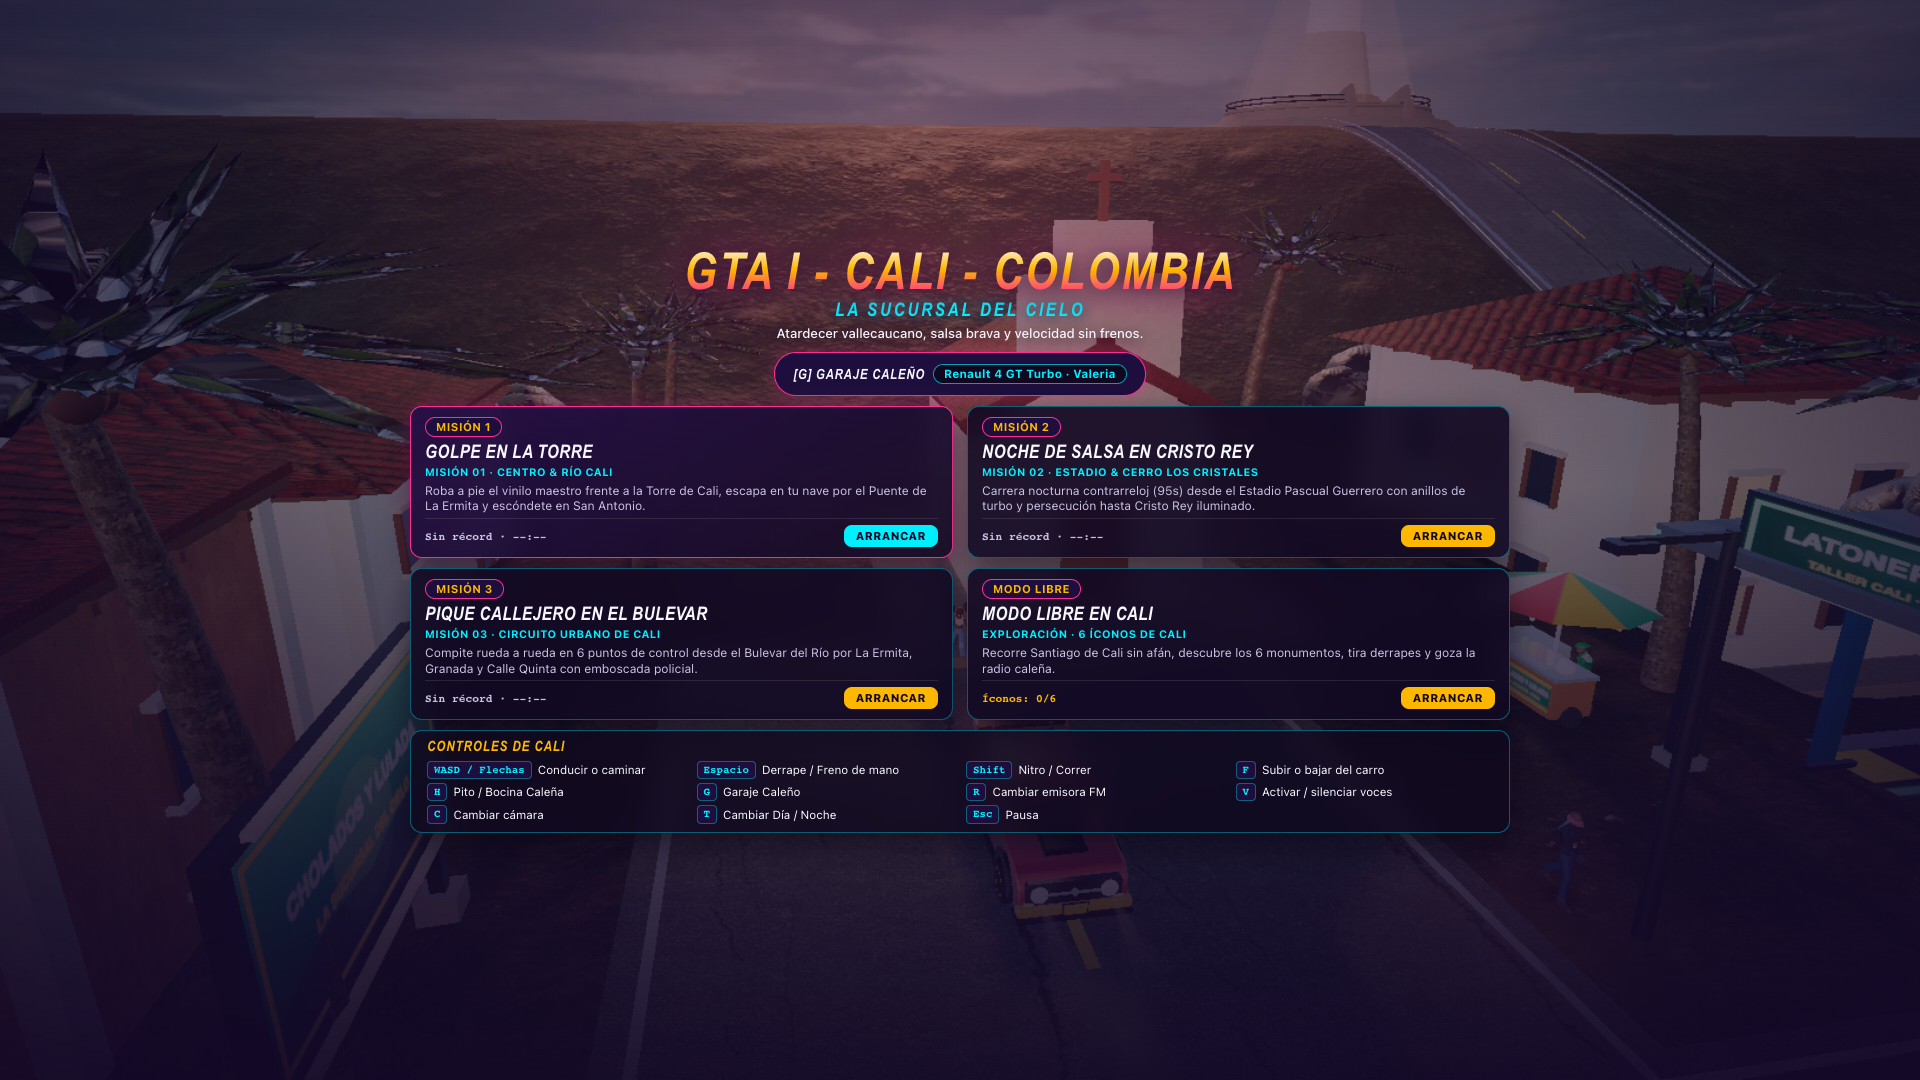 GTA I - CALI - COLOMBIA
LA SUCURSAL DEL CIELO
Atardecer vallecaucano, salsa brava y velocidad sin frenos.
[G] GARAJE CALEÑO Renault 4 GT Turbo · Valeria
MISIÓN 1
GOLPE EN LA TORRE
MISIÓN 01 · CENTRO & RÍO CALI
Roba a pie el vinilo maestro frente a la Torre de Cali, escapa en tu nave por el Puente de
La Ermita y escóndete en San Antonio.
Sin récord · --:--
ARRANCAR
MISIÓN 2
NOCHE DE SALSA EN CRISTO REY
MISIÓN 02 · ESTADIO & CERRO LOS CRISTALES
Carrera nocturna contrarreloj (95s) desde el Estadio Pascual Guerrero con anillos de
turbo y persecución hasta Cristo Rey iluminado.
Sin récord · --:--
ARRANCAR
MISIÓN 3
PIQUE CALLEJERO EN EL BULEVAR
MISIÓN 03 · CIRCUITO URBANO DE CALI
Compite rueda a rueda en 6 puntos de control desde el Bulevar del Río por La Ermita,
Granada y Calle Quinta con emboscada policial.
Sin récord · --:--
ARRANCAR
MODO LIBRE
MODO LIBRE EN CALI
EXPLORACIÓN · 6 ÍCONOS DE CALI
Recorre Santiago de Cali sin afán, descubre los 6 monumentos, tira derrapes y goza la
radio caleña.
Íconos: 0/6
ARRANCAR
CONTROLES DE CALI
WASD / Flechas Conducir o caminar
Espacio Derrape / Freno de mano
Shift Nitro / Correr
F Subir o bajar del carro
H Pito / Bocina Caleña
G Garaje Caleño
R Cambiar emisora FM
V Activar / silenciar voces
C Cambiar cámara
T Cambiar Día / Noche
Esc Pausa
CHOLADOS Y LULADA
LA SUCURSAL DEL
LATONER
TALLER CALI